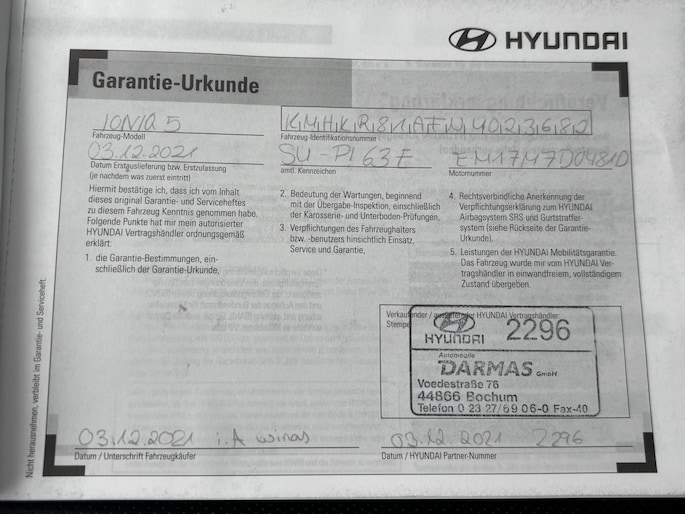 HYUNDAI
Garantie-Urkunde
IONIQ 5
Fahrzeug-Modell
03.12.2021
Datum Erstauslieferung bzw. Erstzulassung
(je nachdem was zuerst eintritt)
Hiermit bestätige ich, dass ich vom Inhalt
dieses original Garantie- und Serviceheftes
zu diesem Fahrzeug Kenntnis genommen habe.
Folgende Punkte hat mir mein autorisierter
HYUNDAI Vertragshändler ordnungsgemäß
erklärt:
1. die Garantie-Bestimmungen, ein-
schließlich der Garantie-Urkunde,
Fahrzeug-Identifikationsnummer
SU-PI 63E
amtl. Kennzeichen
2. Bedeutung der Wartungen, beginnend
mit der Übergabe-Inspektion, einschließlich
der Karosserie- und Unterboden-Prüfungen,
3. Verpflichtungen des Fahrzeughalters
bzw. -benutzers hinsichtlich Einsatz,
Service und Garantie,
Motornummer
4. Rechtsverbindliche Anerkennung der
Verpflichtungserklärung zum HYUNDAI
Airbagsystem SRS und Gurtstraffer-
system (siehe Rückseite der Garantie-
Urkunde).
5. Leistungen der HYUNDAI Mobilitätsgarantie.
Das Fahrzeug wurde mir vom HYUNDAI Ver-
tragshändler in einwandfreiem, vollständigem
Zustand übergeben.
HYUNDAI Vertragshändler:
HYUNDAI 2296
Automobile
DARMAS GmbH
Voedestraße 76
44866 Bochum
Telefon 0 23 27/69 06-0 Fax-40
03.12.2021 i.A
Datum / Unterschrift Fahrzeugkäufer
03.12.2021 2296
Datum / HYUNDAI Partner-Nummer
Nicht herausnehmen, verbleibt im Garantie- und Serviceheft.